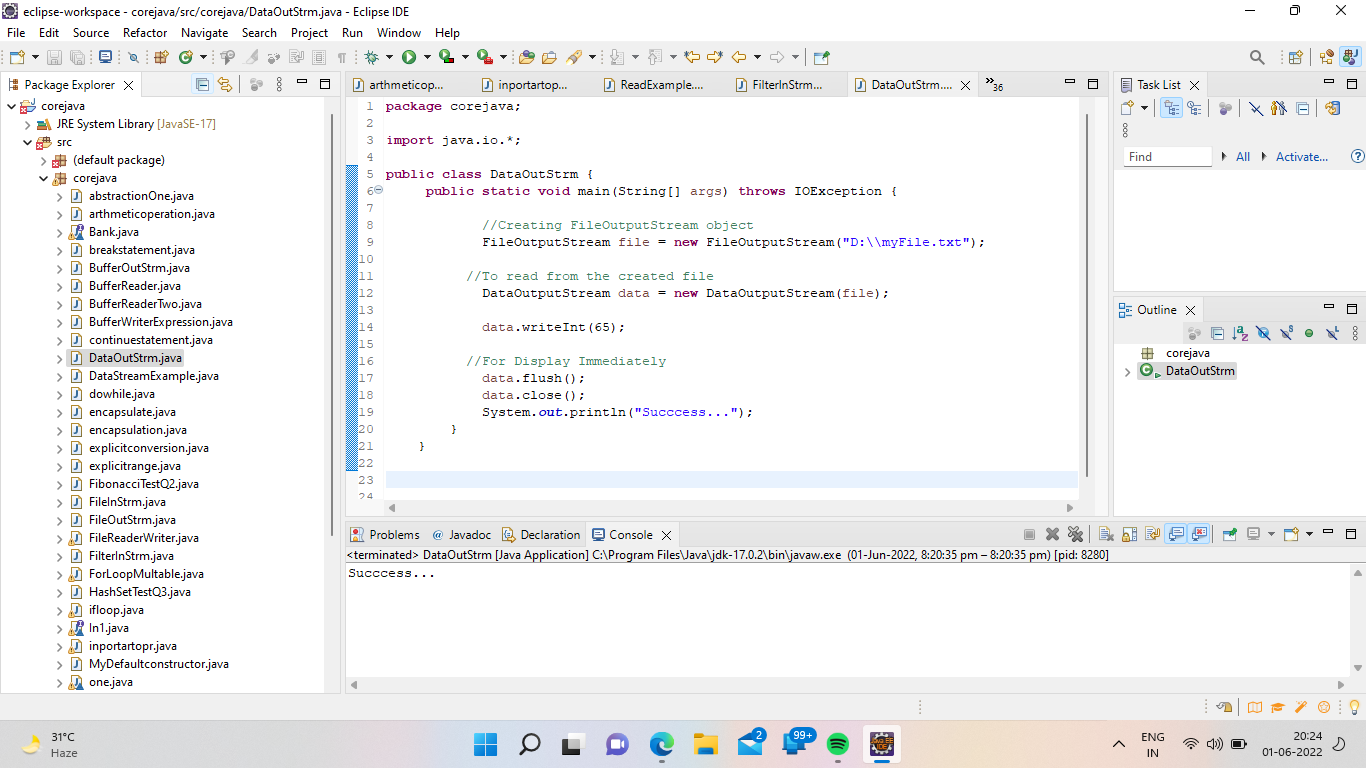 eclipse-workspace - corejava/src/corejava/DataOutStrm.java - Eclipse IDE
File Edit Source Refactor Navigate Search Project Run Window Help
Package Explorer
corejava
JRE System Library [JavaSE-17]
src
(default package)
corejava
abstractionOne.java
arthmeticoperation.java
Bank.java
breakstatement.java
BufferOutStrm.java
BufferReader.java
BufferReaderTwo.java
BufferWriterExpression.java
continuestatement.java
DataOutStrm.java
DataStreamExample.java
dowhile.java
encapsulate.java
encapsulation.java
explicitconversion.java
explicitrange.java
FibonacciTestQ2.java
FileInStrm.java
FileOutStrm.java
FileReaderWriter.java
FilterInStrm.java
ForLoopMultable.java
HashSetTestQ3.java
ifloop.java
In1.java
inportartopr.java
MyDefaultconstructor.java
one.java
arthmeticop... inportartop... ReadExample.... FilterInStrm... DataOutStrm.... »36
1 package corejava;
2
3 import java.io.*;
4
5 public class DataOutStrm {
6 public static void main(String[] args) throws IOException {
7
8 //Creating FileOutputStream object
9 FileOutputStream file = new FileOutputStream("D:\\myFile.txt");
10
11 //To read from the created file
12 DataOutputStream data = new DataOutputStream(file);
13
14 data.writeInt(65);
15
16 //For Display Immediately
17 data.flush();
18 data.close();
19 System.out.println("Succcess...");
20 }
21 }
22
23
24
Task List
Find All Activate...
Outline
corejava
DataOutStrm
Problems @ Javadoc Declaration Console
<terminated> DataOutStrm [Java Application] C:\Program Files\Java\jdk-17.0.2\bin\javaw.exe (01-Jun-2022, 8:20:35 pm – 8:20:35 pm) [pid: 8280]
Succcess...
31°C
Haze
2
99+
Java EE
IDE
ENG
IN
20:24
01-06-2022